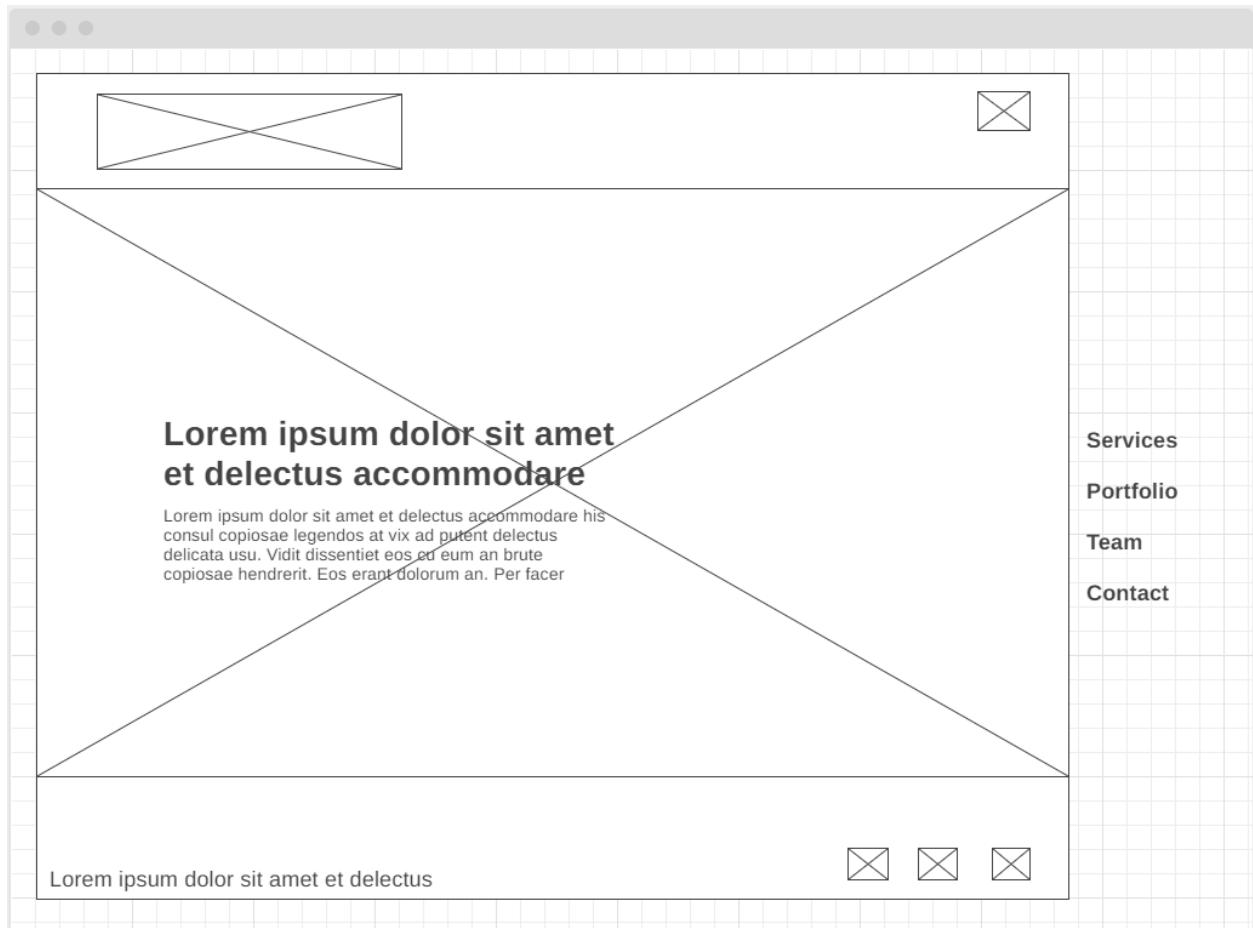 Lorem ipsum dolor sit amet
et delectus accommodare
Lorem ipsum dolor sit amet et delectus accommodare his
consul copiosae legendos at vix ad putent delectus
delicata usu. Vidit dissentiet eos cu eum an brute
copiosae hendrerit. Eos erant dolorum an. Per facer
Services
Portfolio
Team
Contact
Lorem ipsum dolor sit amet et delectus